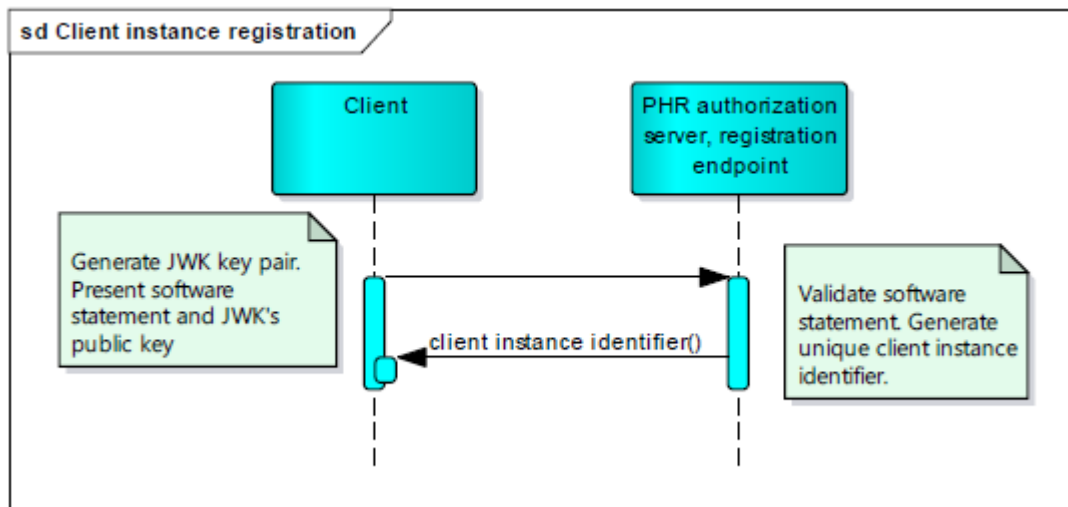 sd Client instance registration
Client
PHR authorization
server, registration
endpoint
Generate JWK key pair.
Present software
statement and JWK's
public key
Validate software
statement. Generate
unique client instance
identifier.
client instance identifier()